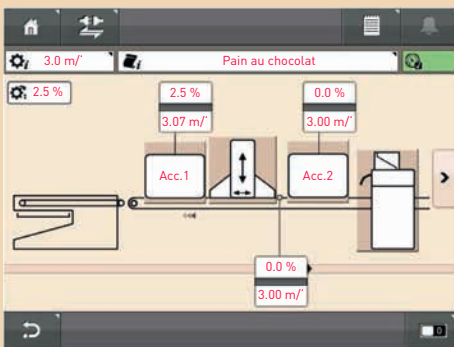 3.0 m/'
Pain au chocolat
2.5 %
2.5 %
3.07 m/'
0.0 %
3.00 m/'
Acc.1
Acc.2
0.0 %
3.00 m/'
0